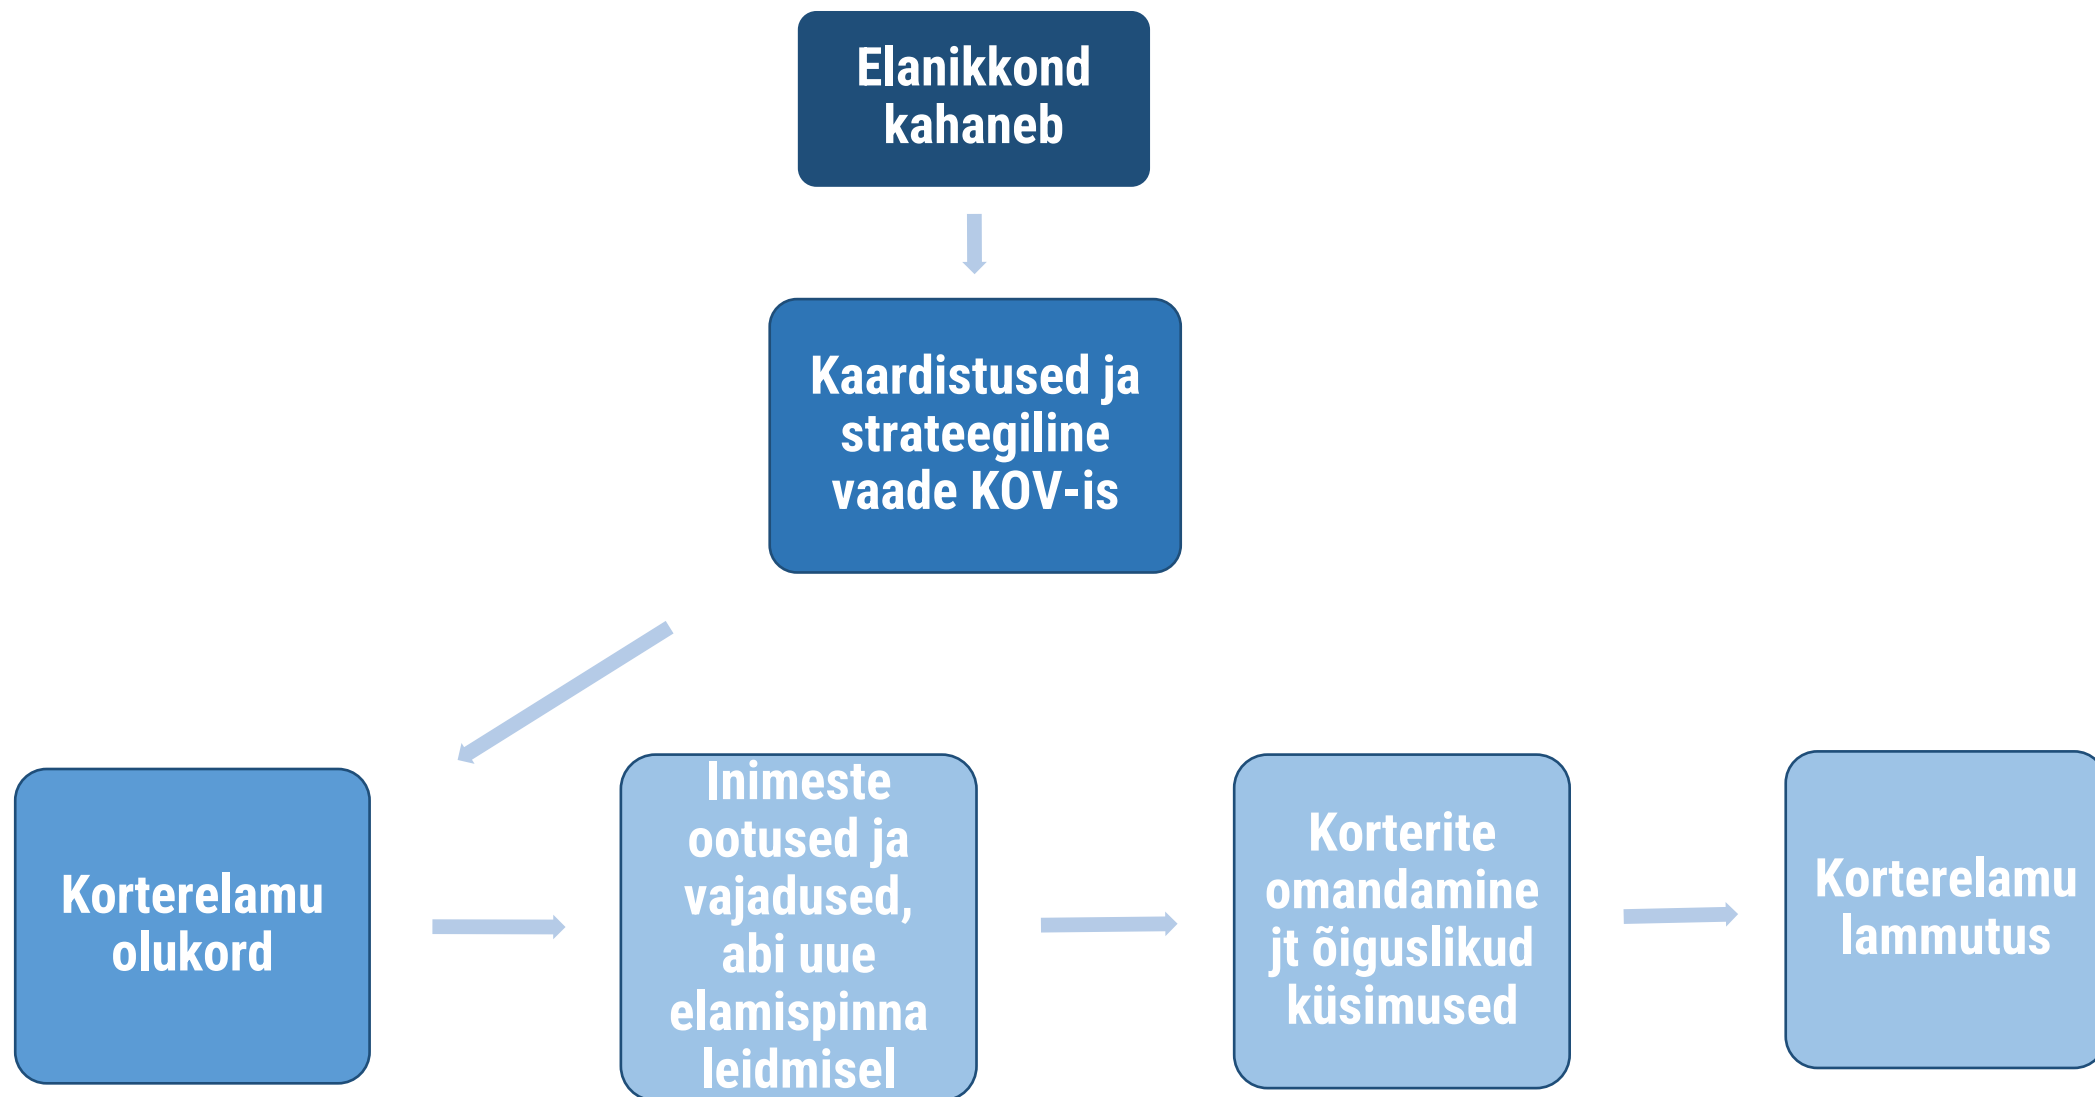 Elanikkond
kahaneb
Kaardistused ja
strateegiline
vaade KOV-is
Korterelamu
olukord
Inimeste
ootused ja
vajadused,
abi uue
elamispinna
leidmisel
Korterite
omandamine
jt õiguslikud
küsimused
Korterelamu
lammutus